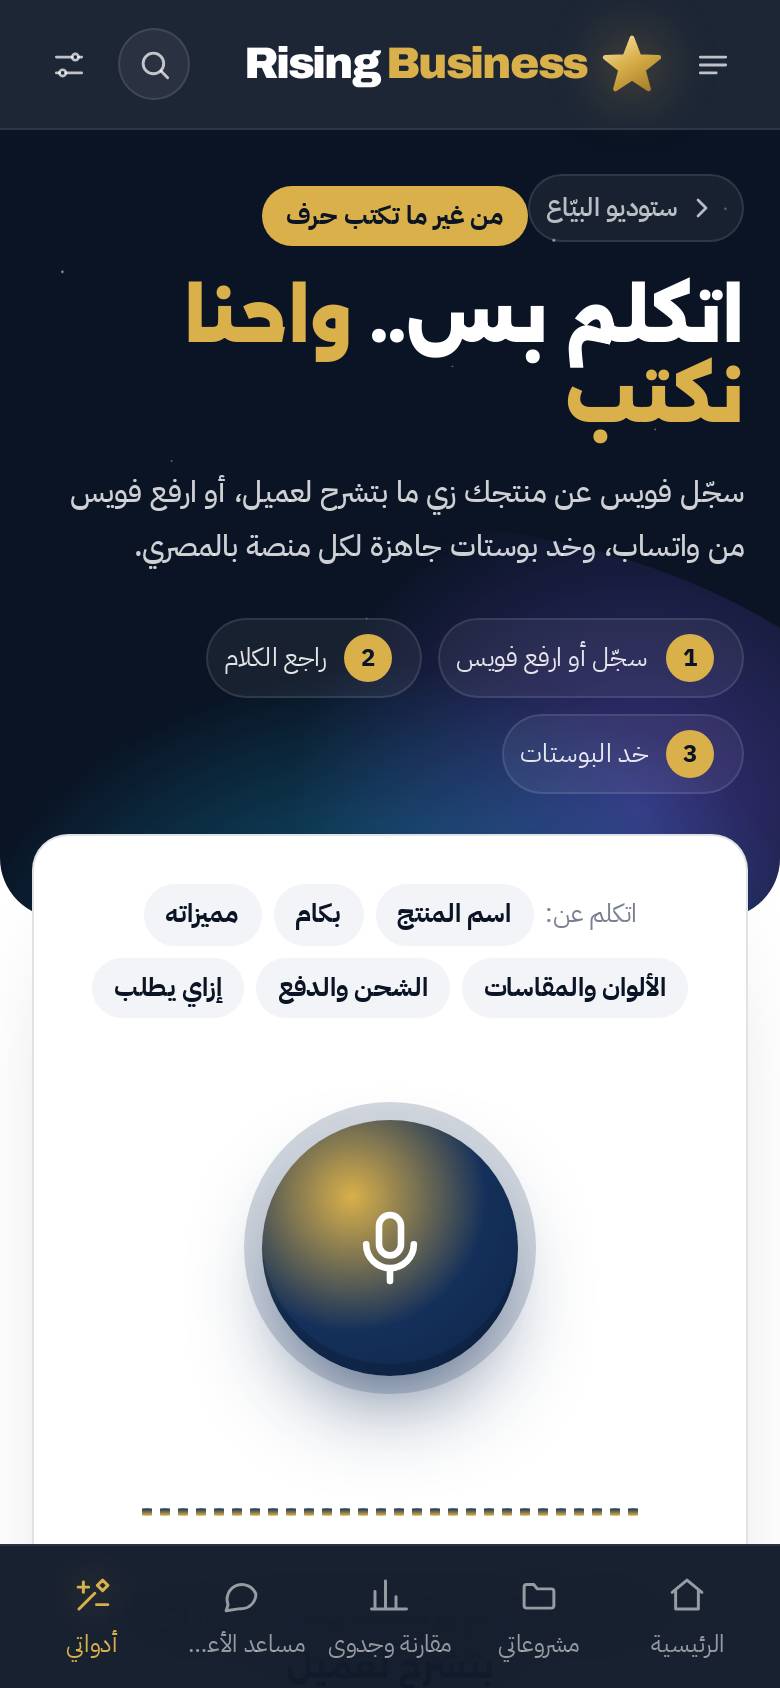 Rising Business
ستوديو البيّاع
من غير ما تكتب حرف
اتكلم بس.. واحنا
نكتب
سجّل فويس عن منتجك زي ما بتشرح لعميل، أو ارفع فويس
من واتساب، وخد بوستات جاهزة لكل منصة بالمصري.
1 سجّل أو ارفع فويس
2 راجع الكلام
3 خد البوستات
اتكلم عن: اسم المنتج بكام مميزاته
الألوان والمقاسات الشحن والدفع إزاي يطلب
بتشرح لعميل
الرئيسية
مشروعاتي
مقارنة وجدوى
مساعد الأع...
أدواتي